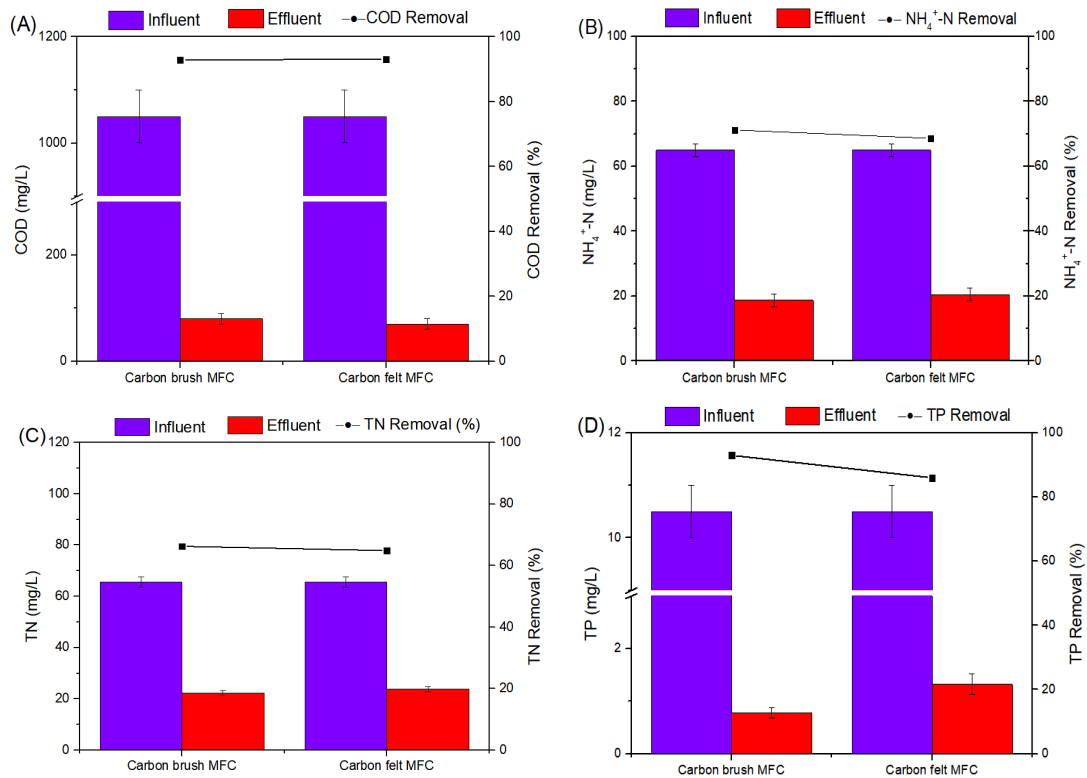 (A)
Influent Effluent COD Removal
1200
1000
200
0
COD (mg/L)
100
80
60
40
20
0
COD Removal (%)
Carbon brush MFC Carbon felt MFC
(B)
Influent Effluent NH₄⁺-N Removal
100
80
60
40
20
0
NH₄⁺-N (mg/L)
100
80
60
40
20
0
NH₄⁺-N Removal (%)
Carbon brush MFC Carbon felt MFC
(C)
Influent Effluent TN Removal (%)
120
100
80
60
40
20
0
TN (mg/L)
100
80
60
40
20
0
TN Removal (%)
Carbon brush MFC Carbon felt MFC
(D)
Influent Effluent TP Removal
12
10
2
0
TP (mg/L)
100
80
60
40
20
0
TP Removal (%)
Carbon brush MFC Carbon felt MFC